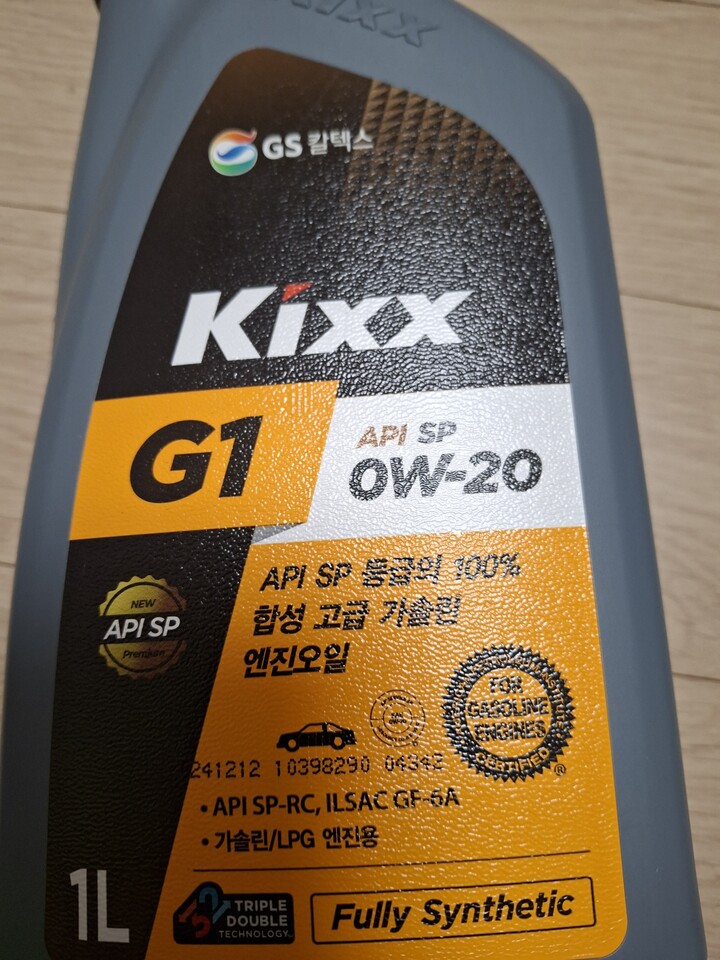 Kixx
GS 칼텍스
Kixx
G1
API SP
0W-20
API SP 등급의 100%
합성 고급 가솔린
엔진오일
NEW
API SP
Premium
FOR
GASOLINE
ENGINES
CERTIFIED
®
241212 10398290 04342
• API SP-RC, ILSAC GF-6A
• 가솔린/LPG 엔진용
1L
TRIPLE
DOUBLE
TECHNOLOGY
Fully Synthetic